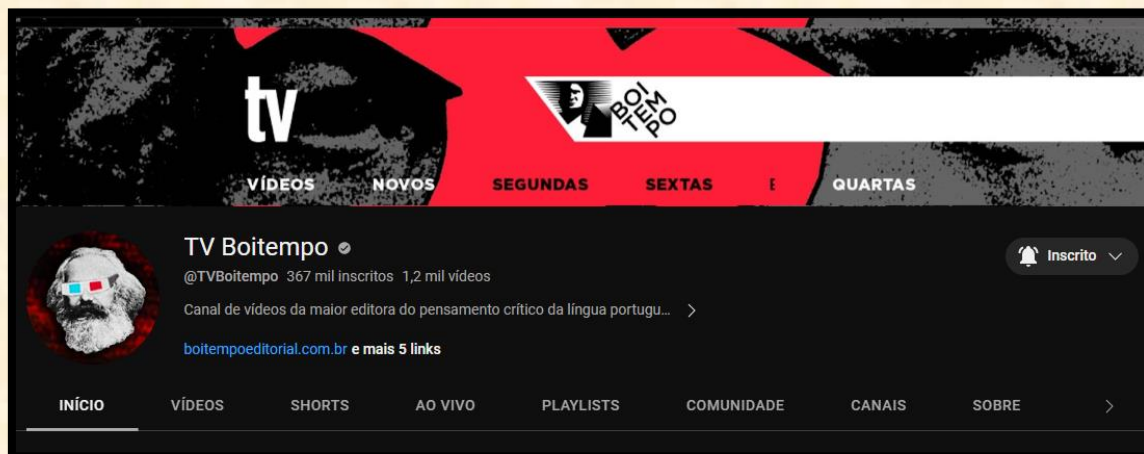 tv
BOI
TEM
PO
VÍDEOS NOVOS SEGUNDAS SEXTAS E QUARTAS
TV Boitempo
Inscrito
@TVBoitempo 367 mil inscritos 1,2 mil vídeos
Canal de vídeos da maior editora do pensamento crítico da língua portugu...
boitempoeditorial.com.br e mais 5 links
INÍCIO VÍDEOS SHORTS AO VIVO PLAYLISTS COMUNIDADE CANAIS SOBRE